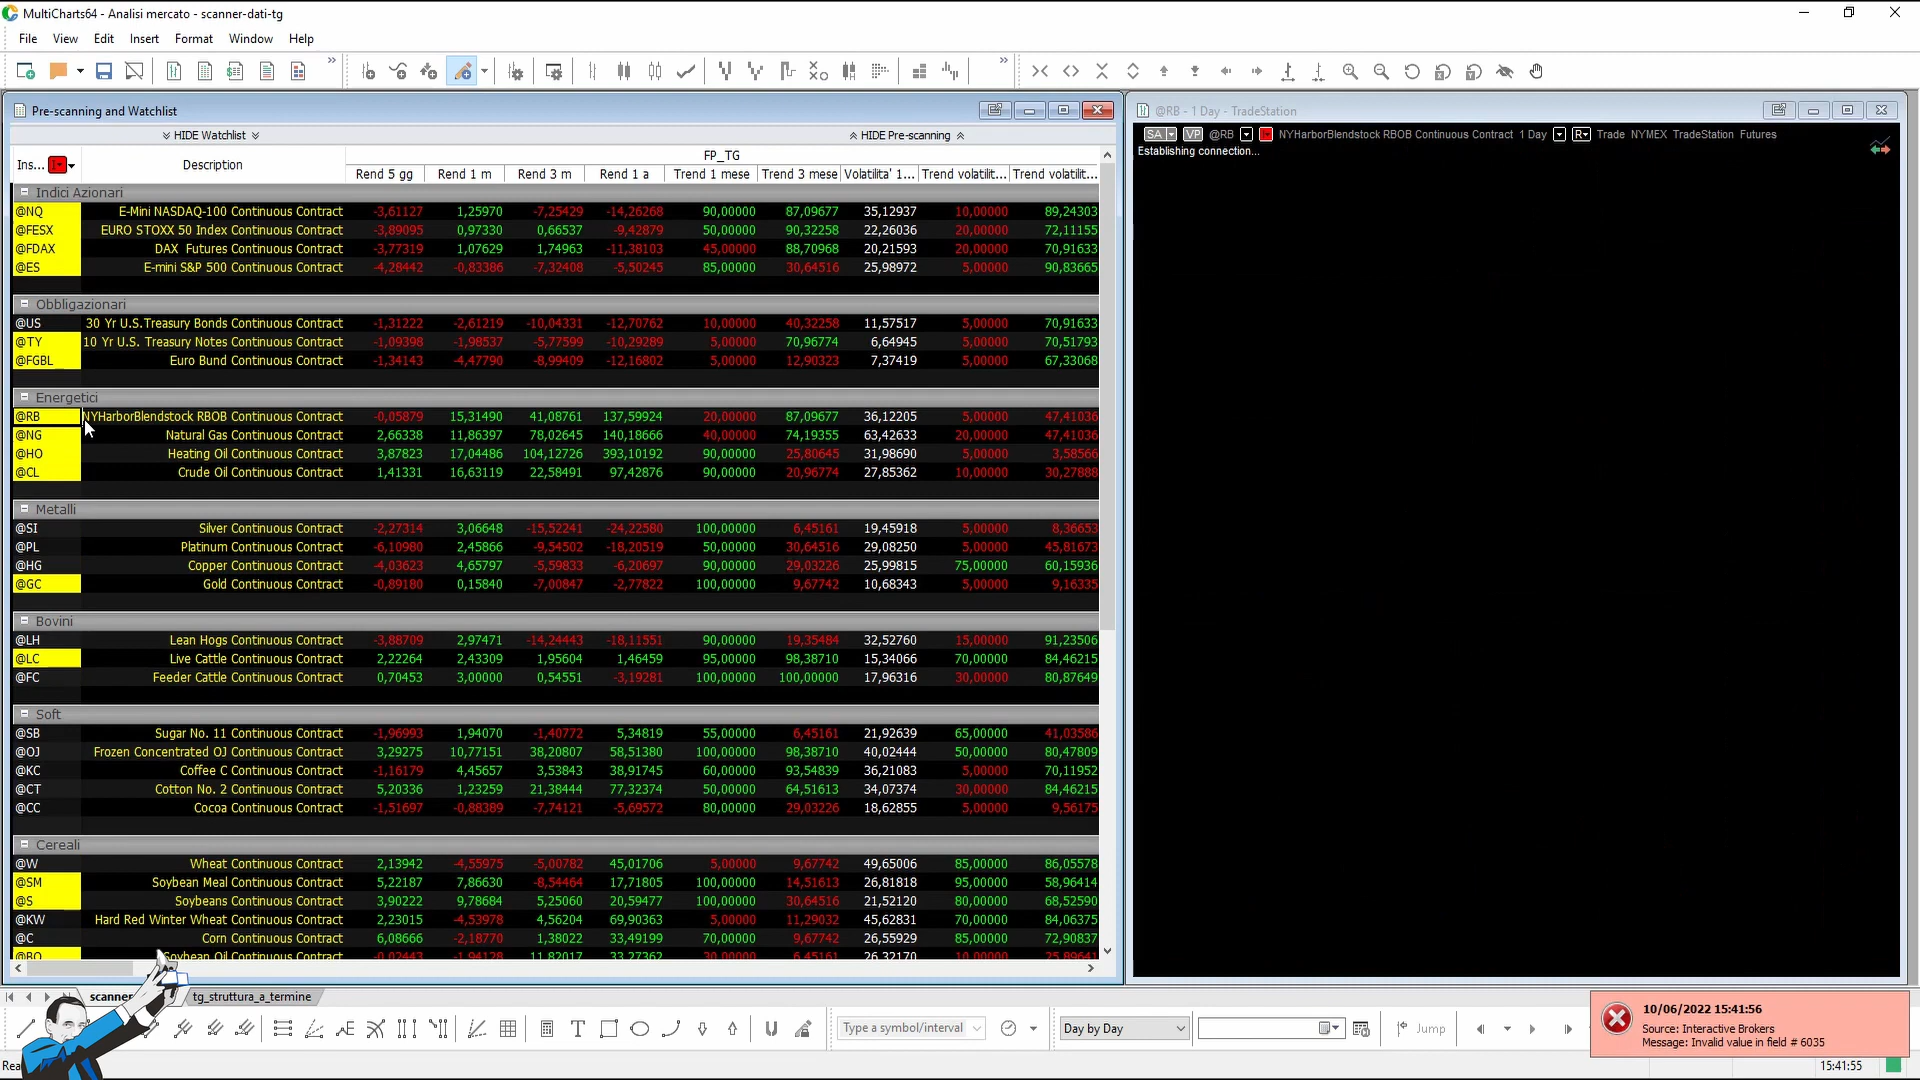 MultiCharts64 - Analisi mercato - scanner-dati-tg
File View Edit Insert Format Window Help
Pre-scanning and Watchlist
HIDE Watchlist HIDE Pre-scanning
FP_TG
Ins... Description Rend 5 gg Rend 1 m Rend 3 m Rend 1 a Trend 1 mese Trend 3 mese Volatilita' 1... Trend volatilit... Trend volatilit...
Indici Azionari
@NQ E-Mini NASDAQ-100 Continuous Contract -3,61127 1,25970 -7,25429 -14,26268 90,00000 87,09677 35,12937 10,00000 89,24303
@FESX EURO STOXX 50 Index Continuous Contract -3,89095 0,97330 0,66537 -9,42879 50,00000 90,32258 22,26036 20,00000 72,11155
@FDAX DAX Futures Continuous Contract -3,77319 1,07629 1,74963 -11,38103 45,00000 88,70968 20,21593 20,00000 70,91633
@ES E-mini S&P 500 Continuous Contract -4,28442 -0,83386 -7,32408 -5,50245 85,00000 30,64516 25,98972 5,00000 90,83665
Obbligazionari
@US 30 Yr U.S.Treasury Bonds Continuous Contract -1,31222 -2,61219 -10,04331 -12,70762 10,00000 40,32258 11,57517 5,00000 70,91633
@TY 10 Yr U.S. Treasury Notes Continuous Contract -1,09398 -1,98537 -5,77599 -10,29289 5,00000 70,96774 6,64945 5,00000 70,51793
@FGBL Euro Bund Continuous Contract -1,34143 -4,47790 -8,99409 -12,16802 5,00000 12,90323 7,37419 5,00000 67,33068
Energetici
@RB NYHarborBlendstock RBOB Continuous Contract -0,05879 15,31490 41,08761 137,59924 20,00000 87,09677 36,12205 5,00000 47,41036
@NG Natural Gas Continuous Contract 2,66338 11,86397 78,02645 140,18666 40,00000 74,19355 63,42633 20,00000 47,41036
@HO Heating Oil Continuous Contract 3,87823 17,04486 104,12726 393,10192 90,00000 25,80645 31,98690 5,00000 3,58566
@CL Crude Oil Continuous Contract 1,41331 16,63119 22,58491 97,42876 90,00000 20,96774 27,85362 10,00000 30,27888
Metalli
@SI Silver Continuous Contract -2,27314 3,06648 -15,52241 -24,22580 100,00000 6,45161 19,45918 5,00000 8,36653
@PL Platinum Continuous Contract -6,10980 2,45866 -9,54502 -18,20519 50,00000 30,64516 29,08250 5,00000 45,81673
@HG Copper Continuous Contract -4,03623 4,65797 -5,59833 -6,20697 90,00000 29,03226 25,99815 75,00000 60,15936
@GC Gold Continuous Contract -0,89180 0,15840 -7,00847 -2,77822 100,00000 9,67742 10,68343 5,00000 9,16335
Bovini
@LH Lean Hogs Continuous Contract -3,88709 2,97471 -14,24443 -18,11551 90,00000 19,35484 32,52760 15,00000 91,23506
@LC Live Cattle Continuous Contract 2,22264 2,43309 1,95604 1,46459 95,00000 98,38710 15,34066 70,00000 84,46215
@FC Feeder Cattle Continuous Contract 0,70453 3,00000 0,54551 -3,19281 100,00000 100,00000 17,96316 30,00000 80,87649
Soft
@SB Sugar No. 11 Continuous Contract -1,96993 1,94070 -1,40772 5,34819 55,00000 6,45161 21,92639 65,00000 41,03586
@OJ Frozen Concentrated OJ Continuous Contract 3,29275 10,77151 38,20807 58,51380 100,00000 98,38710 40,02444 50,00000 80,47809
@KC Coffee C Continuous Contract -1,16179 4,45657 3,53843 38,91745 60,00000 93,54839 36,21083 5,00000 70,11952
@CT Cotton No. 2 Continuous Contract 5,20336 1,23259 21,38444 77,32374 50,00000 64,51613 34,07374 30,00000 84,46215
@CC Cocoa Continuous Contract -1,51697 -0,88389 -7,74121 -5,69572 80,00000 29,03226 18,62855 5,00000 9,56175
Cereali
@W Wheat Continuous Contract 2,13942 -4,55975 -5,00782 45,01706 5,00000 9,67742 49,65006 85,00000 86,05578
@SM Soybean Meal Continuous Contract 5,22187 7,86630 -8,54464 17,71805 100,00000 14,51613 26,81818 95,00000 58,96414
@S Soybeans Continuous Contract 3,90222 9,78684 5,25060 20,59477 100,00000 30,64516 21,52120 80,00000 68,52590
@KW Hard Red Winter Wheat Continuous Contract 2,23015 -4,53978 4,56204 69,90363 5,00000 11,29032 45,62831 70,00000 84,06375
@C Corn Continuous Contract 6,08666 -2,18770 1,38022 33,49199 70,00000 9,67742 26,55929 85,00000 72,90837
@BO Soybean Oil Continuous Contract -0,02443 -1,94128 11,82017 33,27362 30,00000 6,45161 26,32170 10,00000 25,89641
@RB - 1 Day - TradeStation
SA VP @RB NYHarborBlendstock RBOB Continuous Contract 1 Day R Trade NYMEX TradeStation Futures
Establishing connection...
scanner tg_struttura_a_termine
Type a symbol/interval Day by Day Jump
10/06/2022 15:41:56
Source: Interactive Brokers
Message: Invalid value in field # 6035
Rea 15:41:55